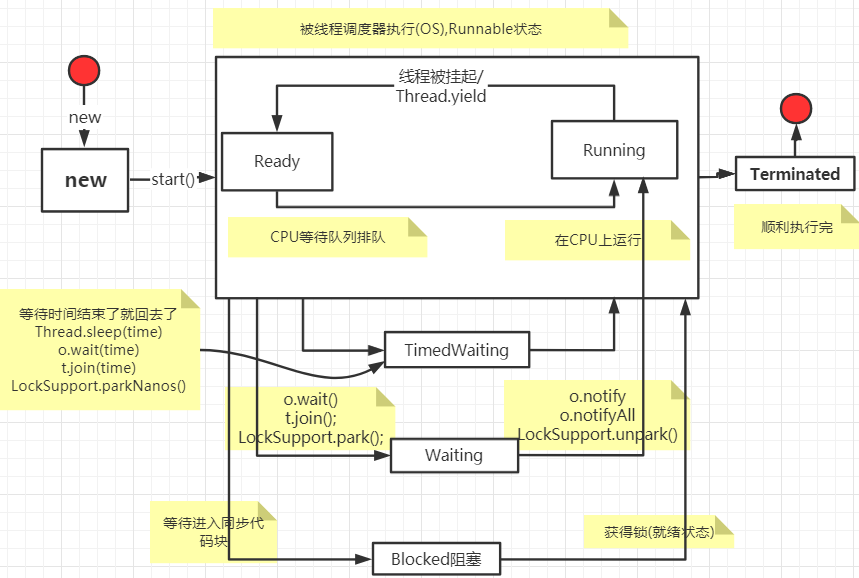 被线程调度器执行(OS),Runnable状态
线程被挂起/
Thread.yield
new
new
start()
Ready
Running
Terminated
CPU等待队列排队
在CPU上运行
顺利执行完
等待时间结束了就回去了
Thread.sleep(time)
o.wait(time)
t.join(time)
LockSupport.parkNanos()
TimedWaiting
o.wait()
t.join();
LockSupport.park();
o.notify
o.notifyAll
LockSupport.unpark()
Waiting
等待进入同步代
码块
获得锁(就绪状态)
Blocked阻塞